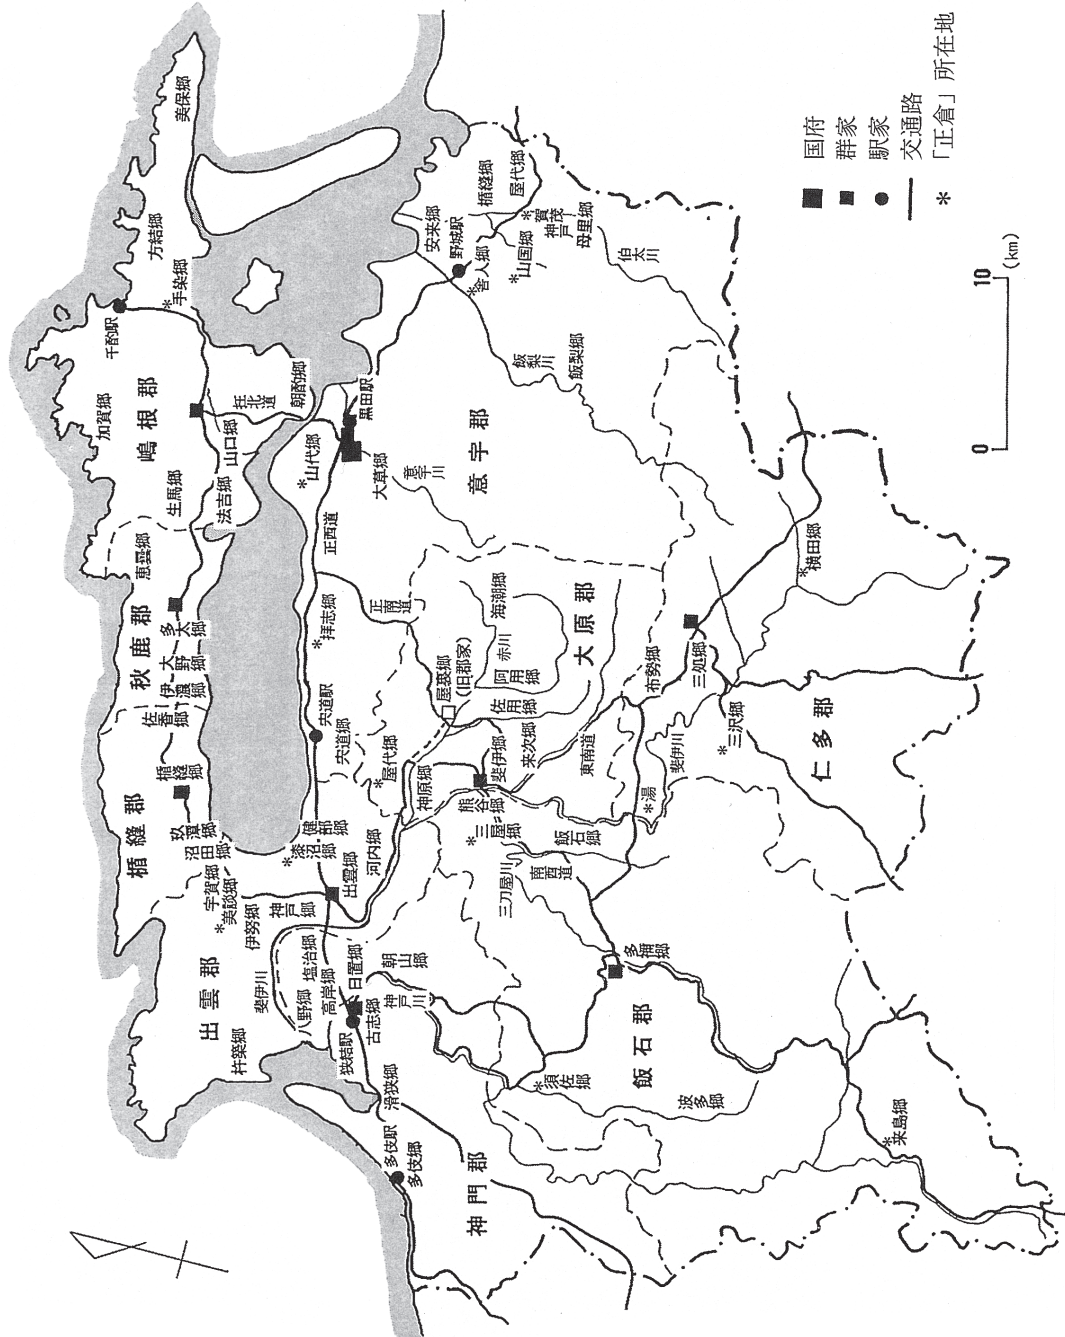 国府
群家
駅家
交通路
「正倉」所在地
0
10
(km)
嶋根郡
秋鹿郡
楯縫郡
出雲郡
神門郡
飯石郡
仁多郡
大原郡
意宇郡
美保郷
方結郷
*手染郷
千酌駅
加賀郷
生馬郷
法吉郷
山口郷
枉北道
朝酌郷
恵曇郷
多太郷
大野郷
伊濃郷
佐香郷
楯縫郷
玖潭郷
沼田郷
宇賀郷
*美談郷
伊努郷
神戸郷
杵築郷
斐伊川
八野郷
塩冶郷
高岸郷
日置郷
狭結駅
古志郷
朝山郷
神戸川
滑狭郷
多伎駅
多伎郷
出雲郷
河内郷
*漆沼郷
健部郷
宍道駅
宍道郷
*拝志郷
正西道
*山代郷
黒田駅
大草郷
意宇川
安来郷
野城駅
*舎人郷
楯縫郷
屋代郷
*賀茂神戸
*山国郷
母里郷
伯太川
飯梨川
飯梨郷
正南道
*屋代郷
神原郷
屋裏郷
(旧郡家)
海潮郷
赤川
阿用郷
佐用郷
斐伊郷
来次郷
熊谷郷
東南道
*三屋郷
飯石郷
三刀屋川
南西道
*湯
斐伊川
布勢郷
三処郷
*三沢郷
*横田郷
多禰郷
*須佐郷
波多郷
*来島郷